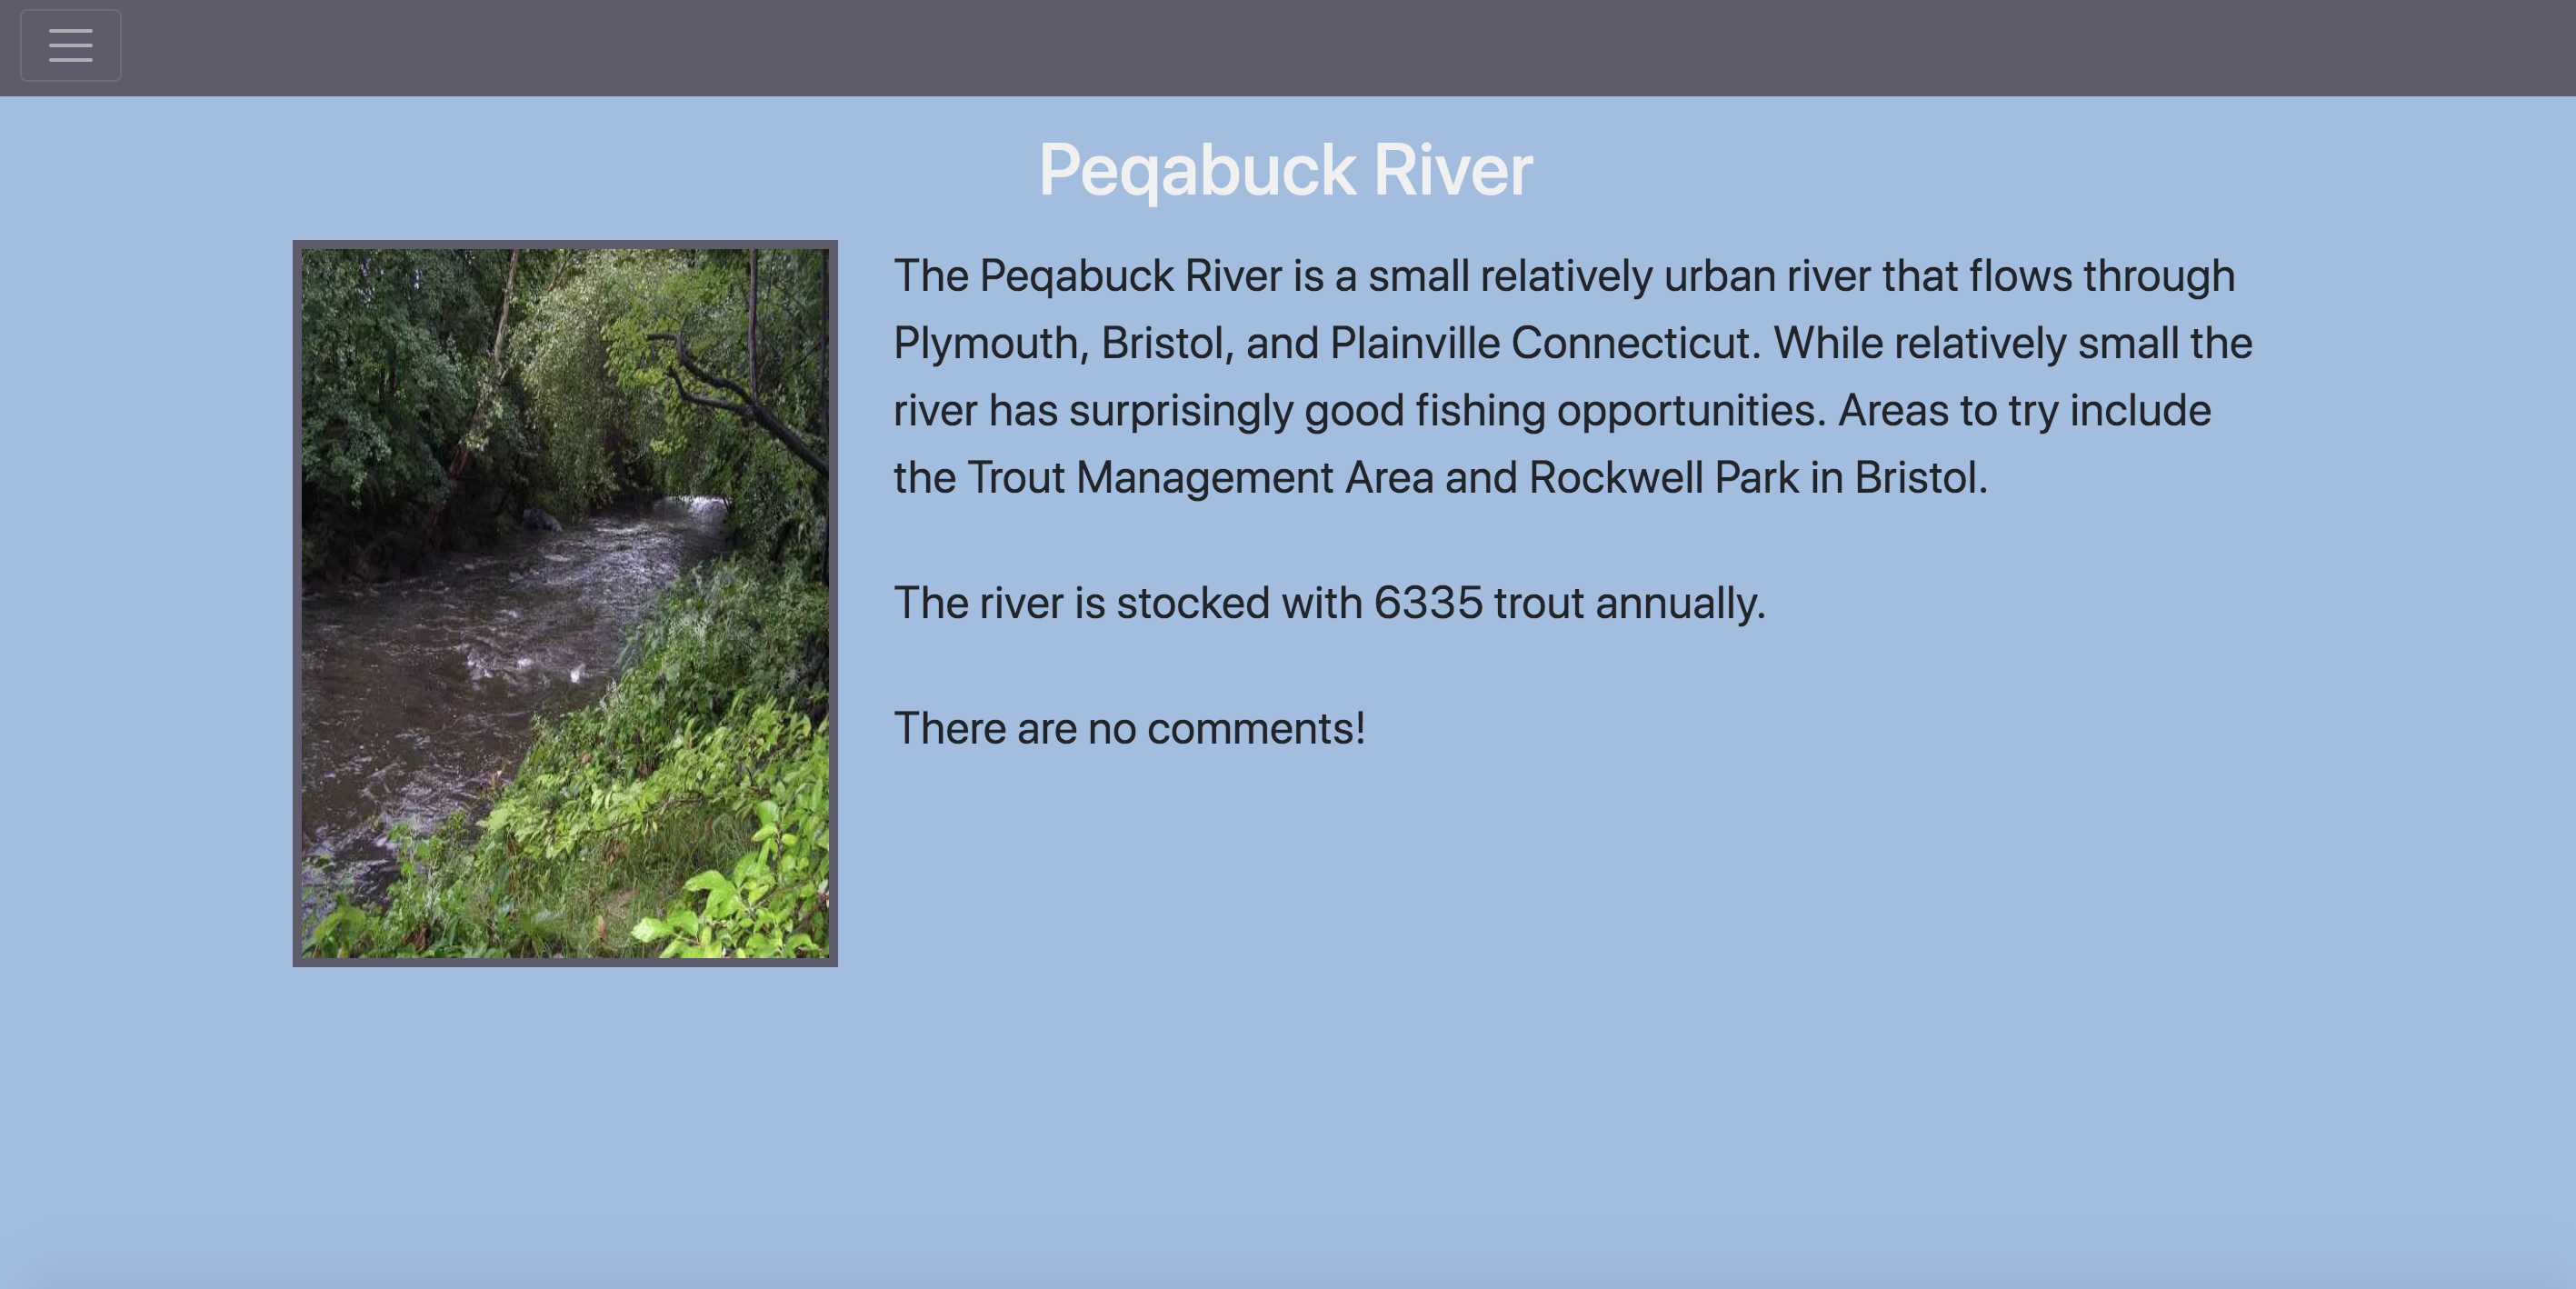 Peqabuck River
The Peqabuck River is a small relatively urban river that flows through
Plymouth, Bristol, and Plainville Connecticut. While relatively small the
river has surprisingly good fishing opportunities. Areas to try include
the Trout Management Area and Rockwell Park in Bristol.
The river is stocked with 6335 trout annually.
There are no comments!